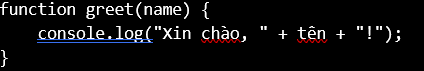 function greet(name) {
    console.log("Xin chào, " + tên + "!");
}